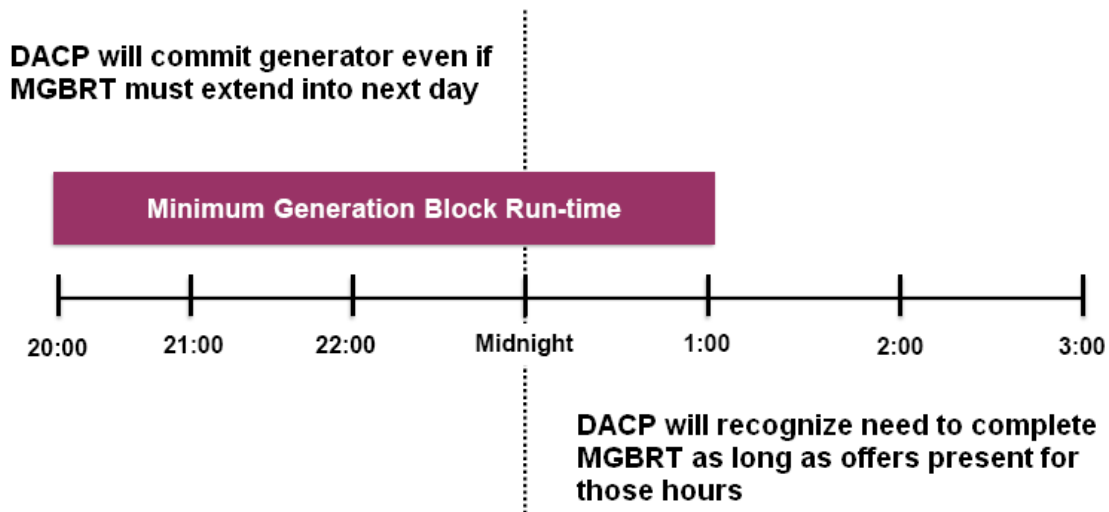 DACP will commit generator even if
MGBRT must extend into next day
Minimum Generation Block Run-time
20:00 21:00 22:00 Midnight 1:00 2:00 3:00
DACP will recognize need to complete
MGBRT as long as offers present for
those hours